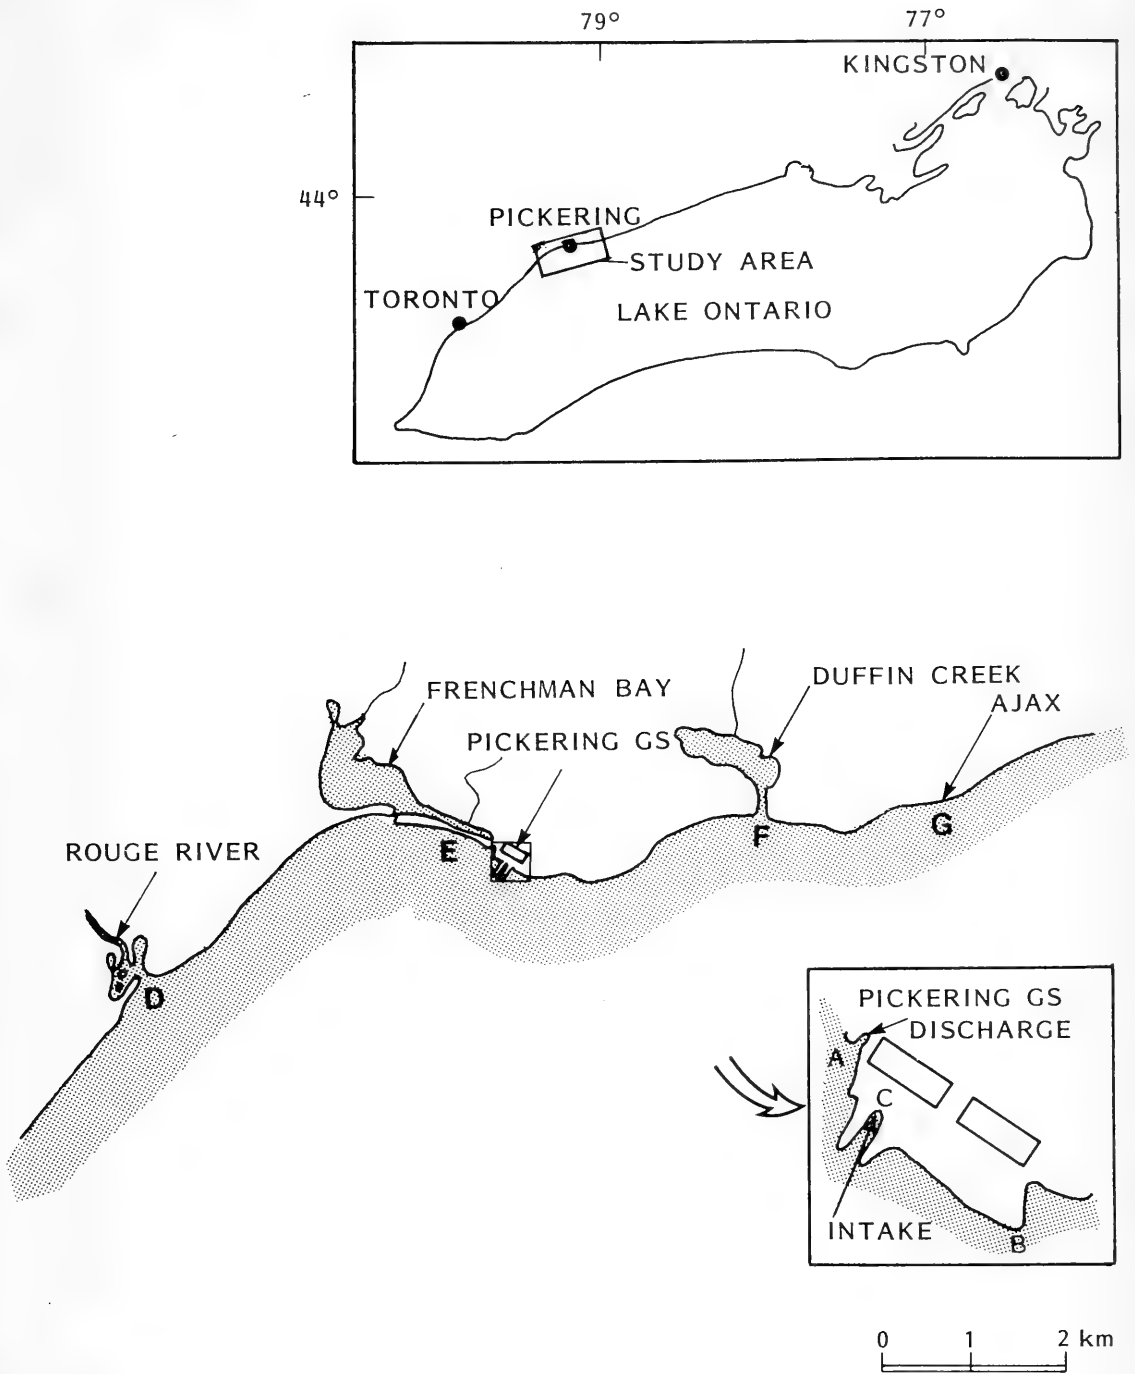 79° 77°
KINGSTON
44°
PICKERING
STUDY AREA
TORONTO
LAKE ONTARIO
DUFFIN CREEK
FRENCHMAN BAY
AJAX
PICKERING GS
F
G
E
ROUGE RIVER
D
PICKERING GS
DISCHARGE
A
C
INTAKE
B
0 1 2 km